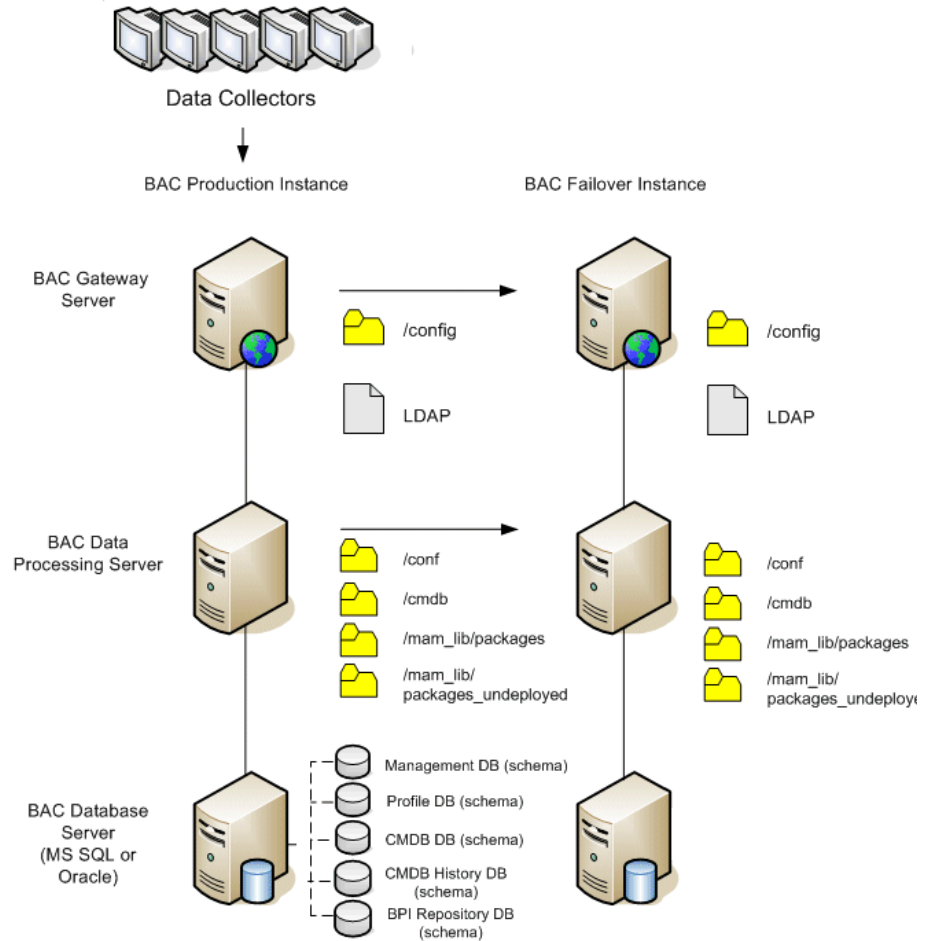 Data Collectors
BAC Production Instance
BAC Failover Instance
BAC Gateway
Server
/config
LDAP
/config
LDAP
BAC Data
Processing Server
/conf
/cmdb
/mam_lib/packages
/mam_lib/
packages_undeployed
/conf
/cmdb
/mam_lib/packages
/mam_lib/
packages_undeploye
BAC Database
Server
(MS SQL or
Oracle)
Management DB (schema)
Profile DB (schema)
CMDB DB (schema)
CMDB History DB
(schema)
BPI Repository DB
(schema)